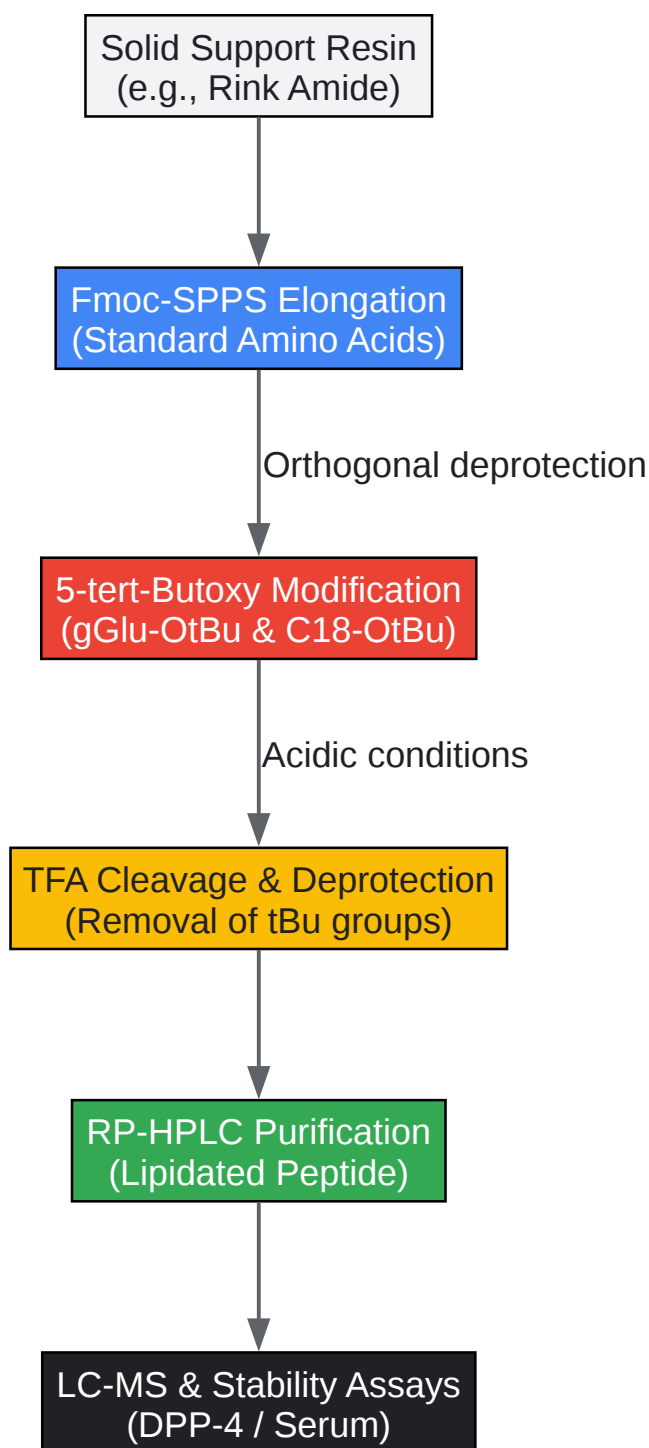 Solid Support Resin
(e.g., Rink Amide)
Fmoc-SPPS Elongation
(Standard Amino Acids)
Orthogonal deprotection
5-tert-Butoxy Modification
(gGlu-OtBu & C18-OtBu)
Acidic conditions
TFA Cleavage & Deprotection
(Removal of tBu groups)
RP-HPLC Purification
(Lipidated Peptide)
LC-MS & Stability Assays
(DPP-4 / Serum)